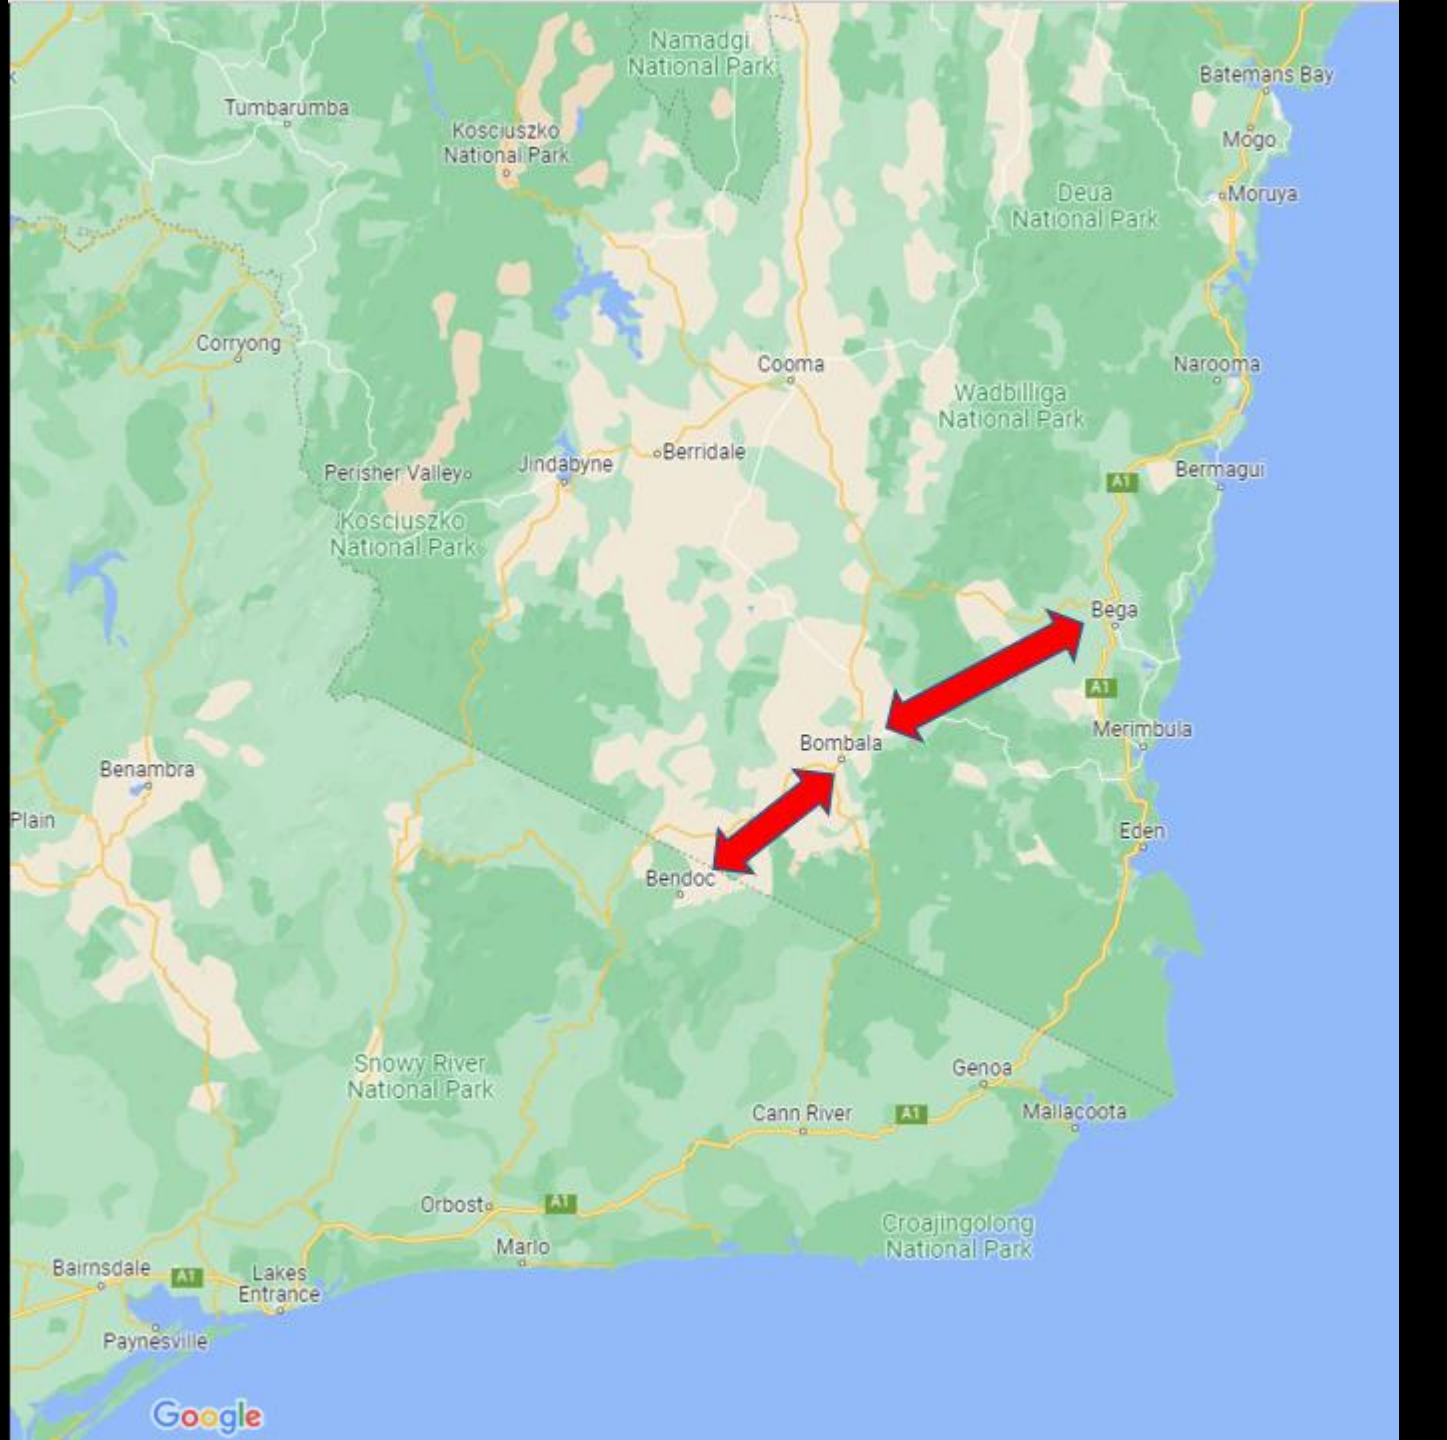 Namadgi
National Park
Batemans Bay
Tumbarumba
Kosciuszko
National Park
Mogo
Deua
National Park
Moruya
Corryong
Cooma
Narooma
Wadbilliga
National Park
Berridale
Perisher Valley
Jindabyne
Bermagui
A1
Kosciuszko
National Park
Bega
A1
Merimbula
Bombala
Benambra
Plain
Eden
Bendoc
Snowy River
National Park
Genoa
Cann River
A1
Mallacoota
Orbost
A1
Croajingolong
National Park
Marlo
Bairnsdale
A1
Lakes
Entrance
Paynesville
Google